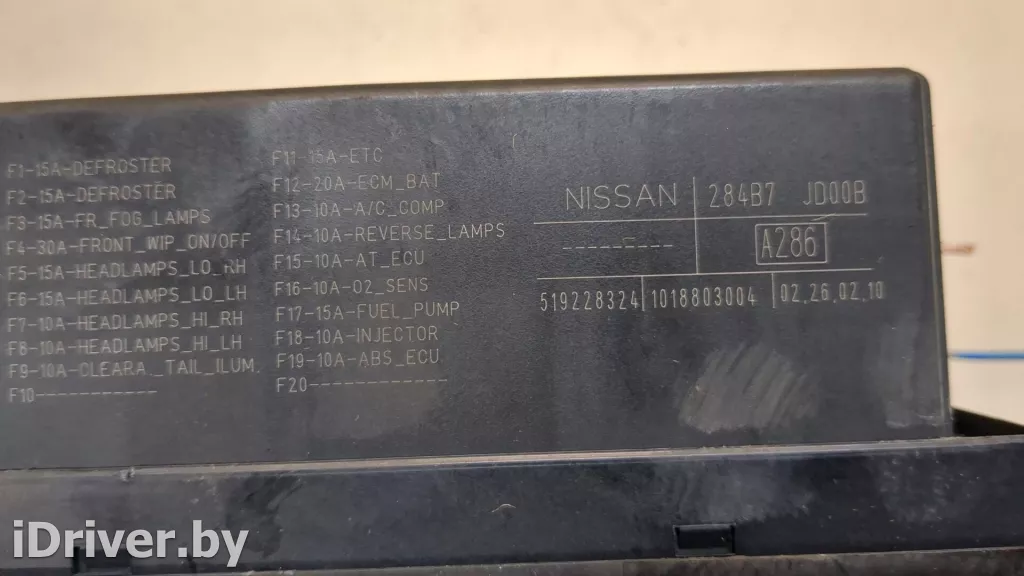 F1-15A-DEFROSTER
F2-15A-DEFROSTER
F3-15A-FR_FOG_LAMPS
F4-30A-FRONT_WIP_ON/OFF
F5-15A-HEADLAMPS_LO_RH
F6-15A-HEADLAMPS_LO_LH
F7-10A-HEADLAMPS_HI_RH
F8-10A-HEADLAMPS_HI_LH
F9-10A-CLEARA_TAIL_ILUM.
F10--------------
F11-15A-ETC
F12-20A-ECM_BAT
F13-10A-A/C_COMP
F14-10A-REVERSE_LAMPS
F15-10A-AT_ECU
F16-10A-O2_SENS
F17-15A-FUEL_PUMP
F18-10A-INJECTOR
F19-10A-ABS_ECU
F20--------------
NISSAN 284B7 JD00B
-----E--- A286
519228324 1018803004 02.26.02.10
iDriver.by